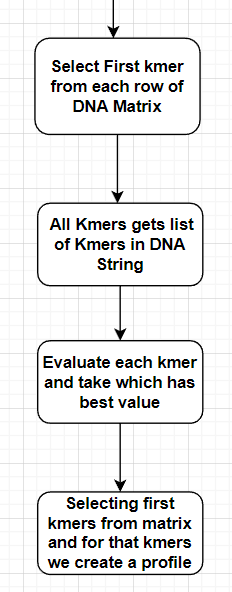 Select First kmer
from each row of
DNA Matrix
All Kmers gets list
of Kmers in DNA
String
Evaluate each kmer
and take which has
best value
Selecting first
kmers from matrix
and for that kmers
we create a profile